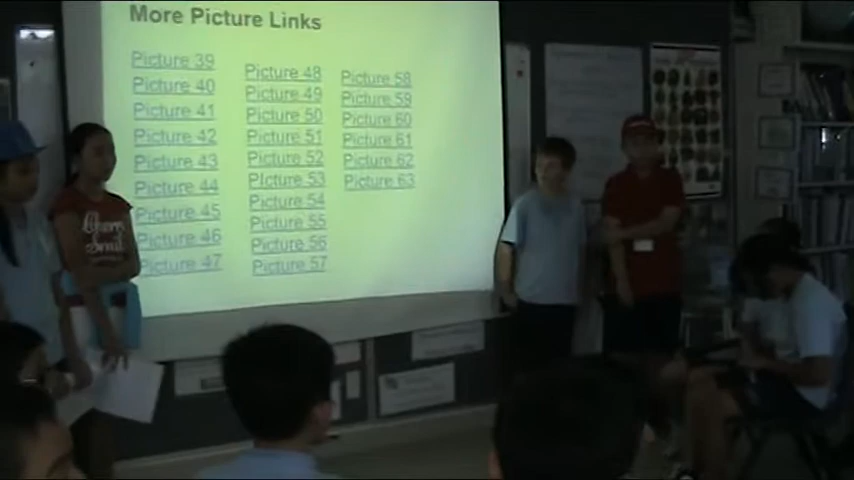 More Picture Links
Picture 39
Picture 40
Picture 41
Picture 42
Picture 43
Picture 44
Picture 45
Picture 46
Picture 47
Picture 48
Picture 49
Picture 50
Picture 51
Picture 52
Picture 53
Picture 54
Picture 55
Picture 56
Picture 57
Picture 58
Picture 59
Picture 60
Picture 61
Picture 62
Picture 63